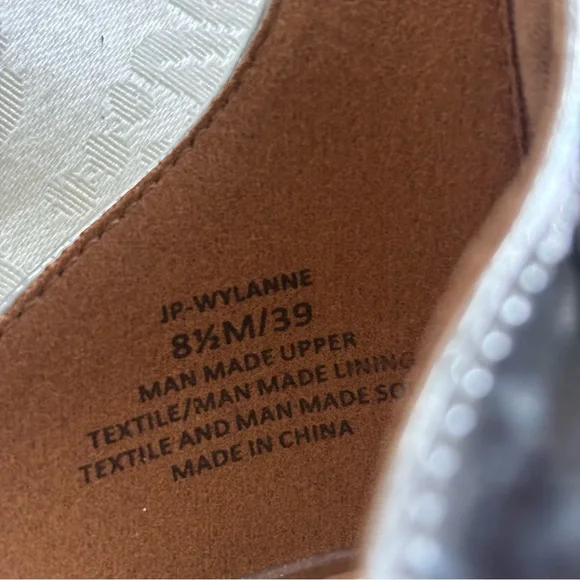 JP-WYLANNE
8½M/39
MAN MADE UPPER
TEXTILE/MAN MADE LINING
TEXTILE AND MAN MADE SO
MADE IN CHINA